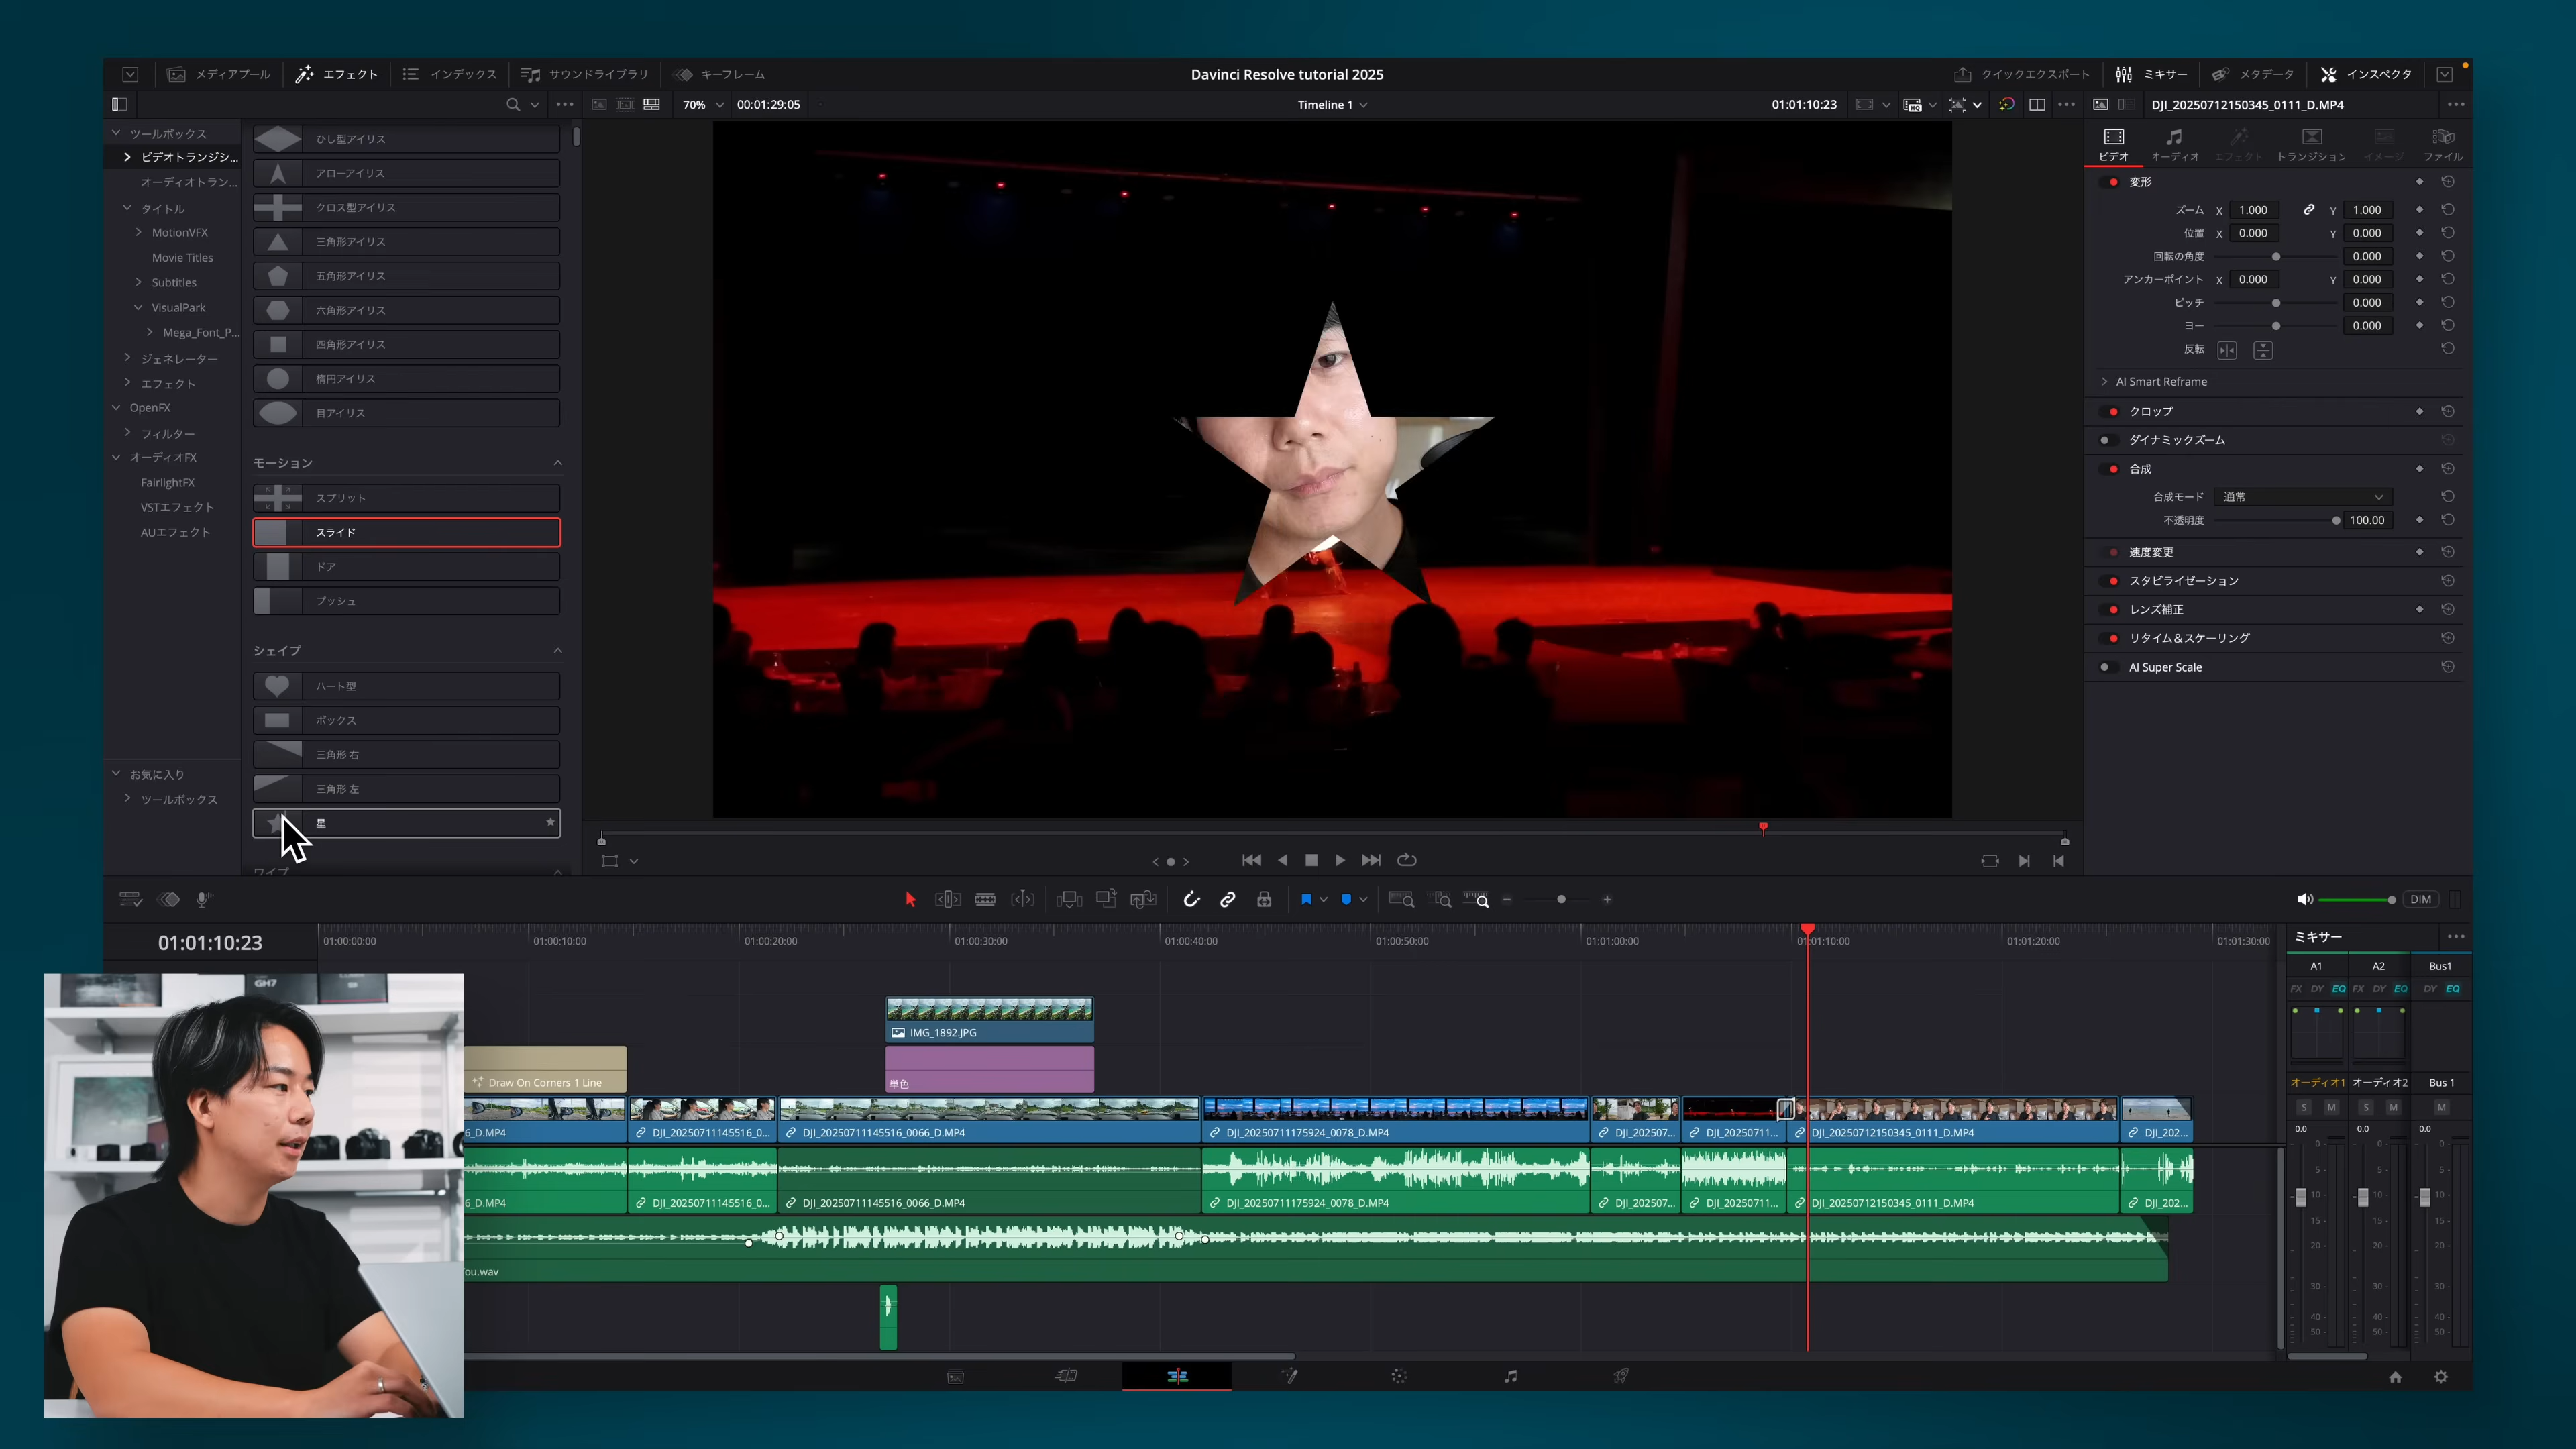 メディアプール エフェクト インデックス サウンドライブラリ キーフレーム Davinci Resolve tutorial 2025 クイックエクスポート ミキサー メタデータ インスペクタ
70% 00:01:29:05 Timeline 1 01:01:10:23 DJI_20250712150345_0111_D.MP4
ツールボックス
ビデオトランジシ...
オーディオトラン...
タイトル
MotionVFX
Movie Titles
Subtitles
VisualPark
Mega_Font_P...
ジェネレーター
エフェクト
OpenFX
フィルター
オーディオFX
FairlightFX
VSTエフェクト
AUエフェクト
お気に入り
ツールボックス
ひし型アイリス
アローアイリス
クロス型アイリス
三角形アイリス
五角形アイリス
六角形アイリス
四角形アイリス
楕円アイリス
目アイリス
モーション
スプリット
スライド
ドア
プッシュ
シェイプ
ハート型
ボックス
三角形 右
三角形 左
星
ワイプ
ビデオ オーディオ エフェクト トランジション イメージ ファイル
変形
ズーム X 1.000 Y 1.000
位置 X 0.000 Y 0.000
回転の角度 0.000
アンカーポイント X 0.000 Y 0.000
ピッチ 0.000
ヨー 0.000
反転
AI Smart Reframe
クロップ
ダイナミックズーム
合成
合成モード 通常
不透明度 100.00
速度変更
スタビライゼーション
レンズ補正
リタイム&スケーリング
AI Super Scale
DIM
01:01:10:23 01:00:00:00 01:00:10:00 01:00:20:00 01:00:30:00 01:00:40:00 01:00:50:00 01:01:00:00 01:01:10:00 01:01:20:00 01:01:30:00
IMG_1892.JPG
Draw On Corners 1 Line 単色
6_D.MP4 DJI_20250711145516_0... DJI_20250711145516_0066_D.MP4 DJI_20250711175924_0078_D.MP4 DJI_202507... DJI_20250711... DJI_20250712150345_0111_D.MP4 DJI_202...
6_D.MP4 DJI_20250711145516_0... DJI_20250711145516_0066_D.MP4 DJI_20250711175924_0078_D.MP4 DJI_202507... DJI_20250711... DJI_20250712150345_0111_D.MP4 DJI_202...
ou.wav
ミキサー
A1 A2 Bus1
FX DY EQ FX DY EQ DY EQ
オーディオ1 オーディオ2 Bus 1
S M S M M
0.0 0.0 0.0
0 0 0
5 5 5
10 10 10
15 15 15
20 20 20
30 30 30
40 40 40
50 50 50
GH7